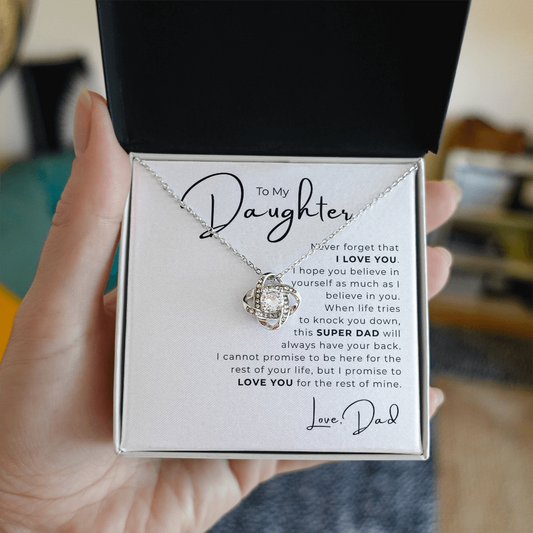 To My
Daughter
Never forget that
I LOVE YOU.
I hope you believe in
yourself as much as I
believe in you.
When life tries
to knock you down,
this SUPER DAD will
always have your back.
I cannot promise to be here for the
rest of your life, but I promise to
LOVE YOU for the rest of mine.
Love, Dad